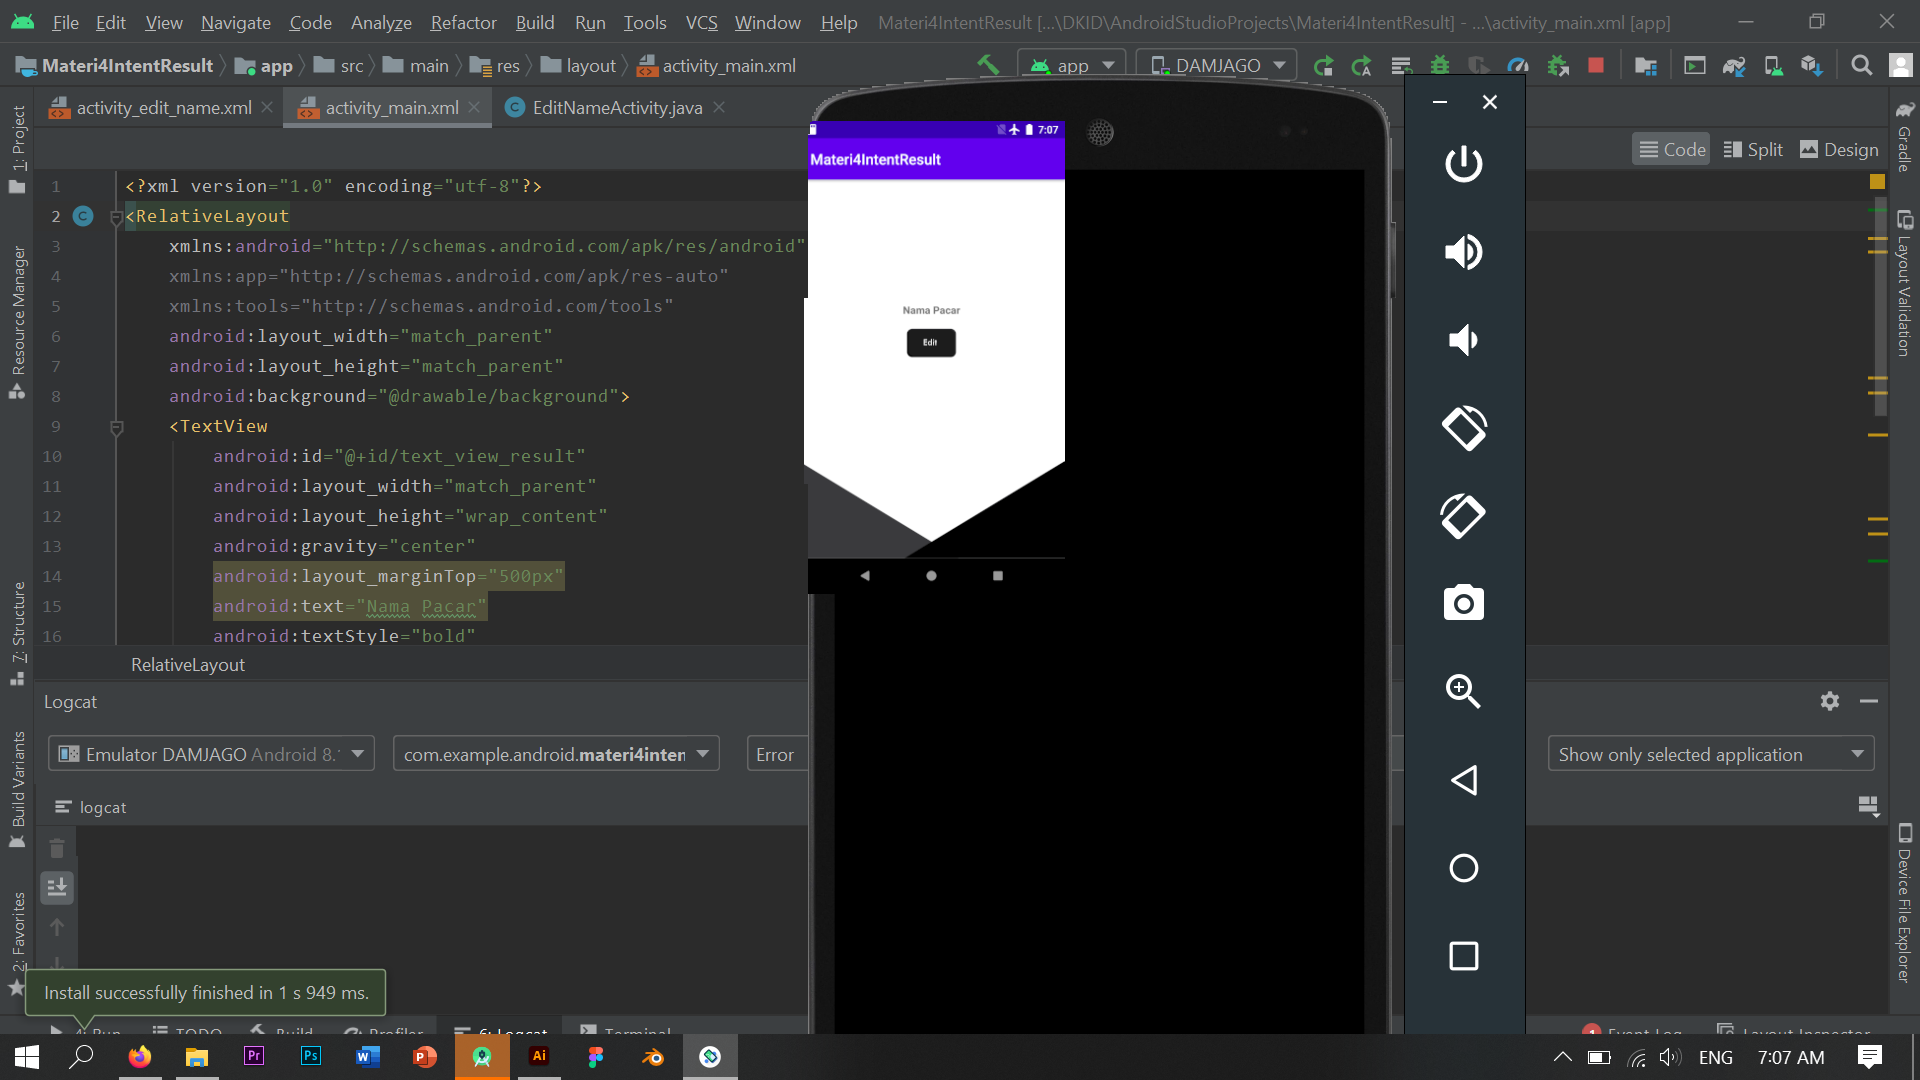 File Edit View Navigate Code Analyze Refactor Build Run Tools VCS Window Help Materi4IntentResult [...\DKID\AndroidStudioProjects\Materi4IntentResult] - ...\activity_main.xml [app]
Materi4IntentResult app src main res layout activity_main.xml app DAMJAGO
activity_edit_name.xml activity_main.xml EditNameActivity.java
Code Split Design
1: Project
Resource Manager
7: Structure
Build Variants
2: Favorites
1 <?xml version="1.0" encoding="utf-8"?>
2 <RelativeLayout
3 xmlns:android="http://schemas.android.com/apk/res/android"
4 xmlns:app="http://schemas.android.com/apk/res-auto"
5 xmlns:tools="http://schemas.android.com/tools"
6 android:layout_width="match_parent"
7 android:layout_height="match_parent"
8 android:background="@drawable/background">
9 <TextView
10 android:id="@+id/text_view_result"
11 android:layout_width="match_parent"
12 android:layout_height="wrap_content"
13 android:gravity="center"
14 android:layout_marginTop="500px"
15 android:text="Nama Pacar"
16 android:textStyle="bold"
RelativeLayout
7:07
Materi4IntentResult
Nama Pacar
Edit
Gradle
Layout Validation
Device File Explorer
Logcat
Emulator DAMJAGO Android 8. com.example.android.materi4inten Error Show only selected application
logcat
Install successfully finished in 1 s 949 ms.
4: Run TODO Build Profiler 6: Logcat Terminal Event Log Layout Inspector
Pr Ps W P Ai ENG 7:07 AM